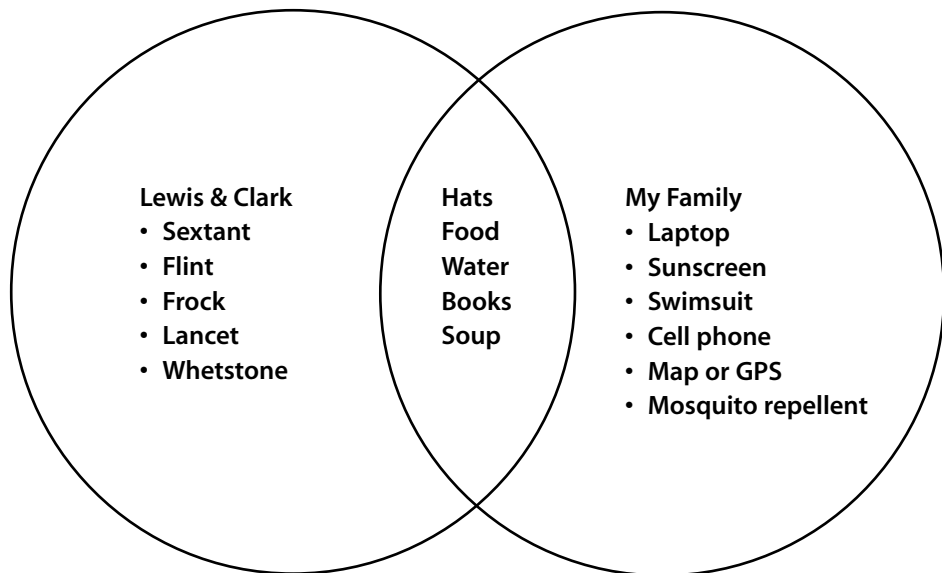 Lewis & Clark
• Sextant
• Flint
• Frock
• Lancet
• Whetstone
Hats
Food
Water
Books
Soup
My Family
• Laptop
• Sunscreen
• Swimsuit
• Cell phone
• Map or GPS
• Mosquito repellent